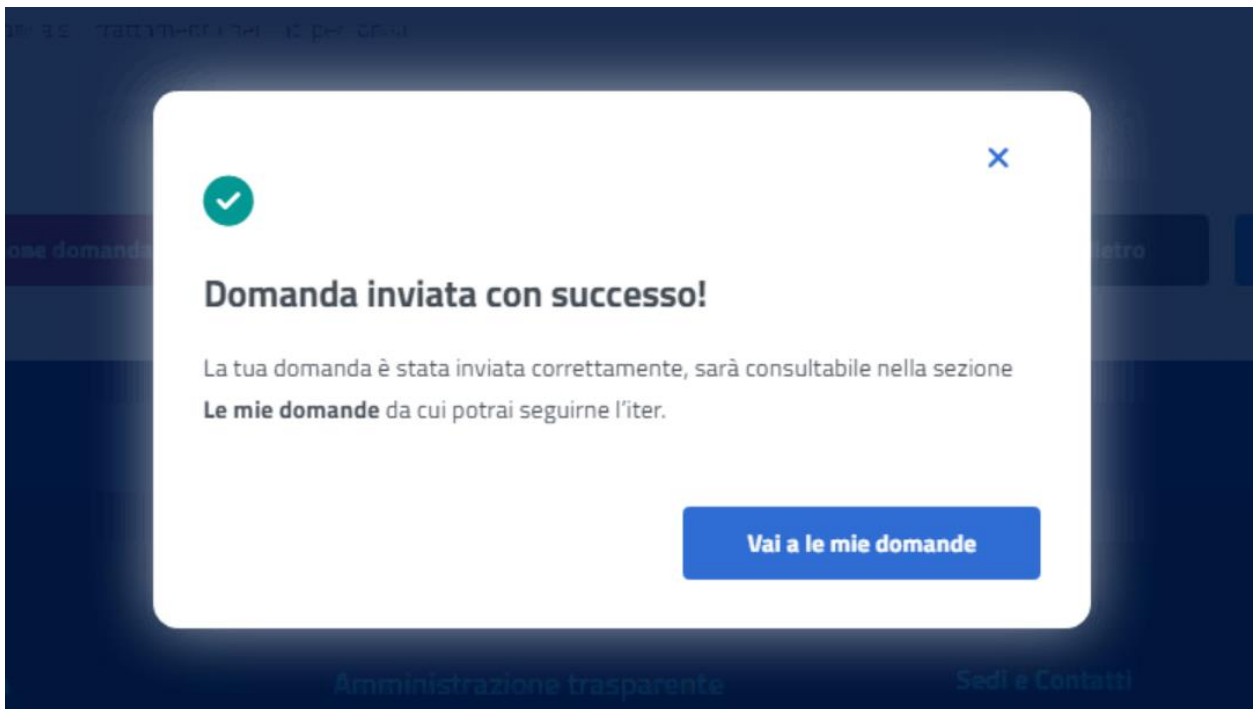 Domanda inviata con successo!
La tua domanda è stata inviata correttamente, sarà consultabile nella sezione
Le mie domande da cui potrai seguirne l'iter.
Vai a le mie domande
domanda
Amministrazione trasparente
Sedi e Contatti